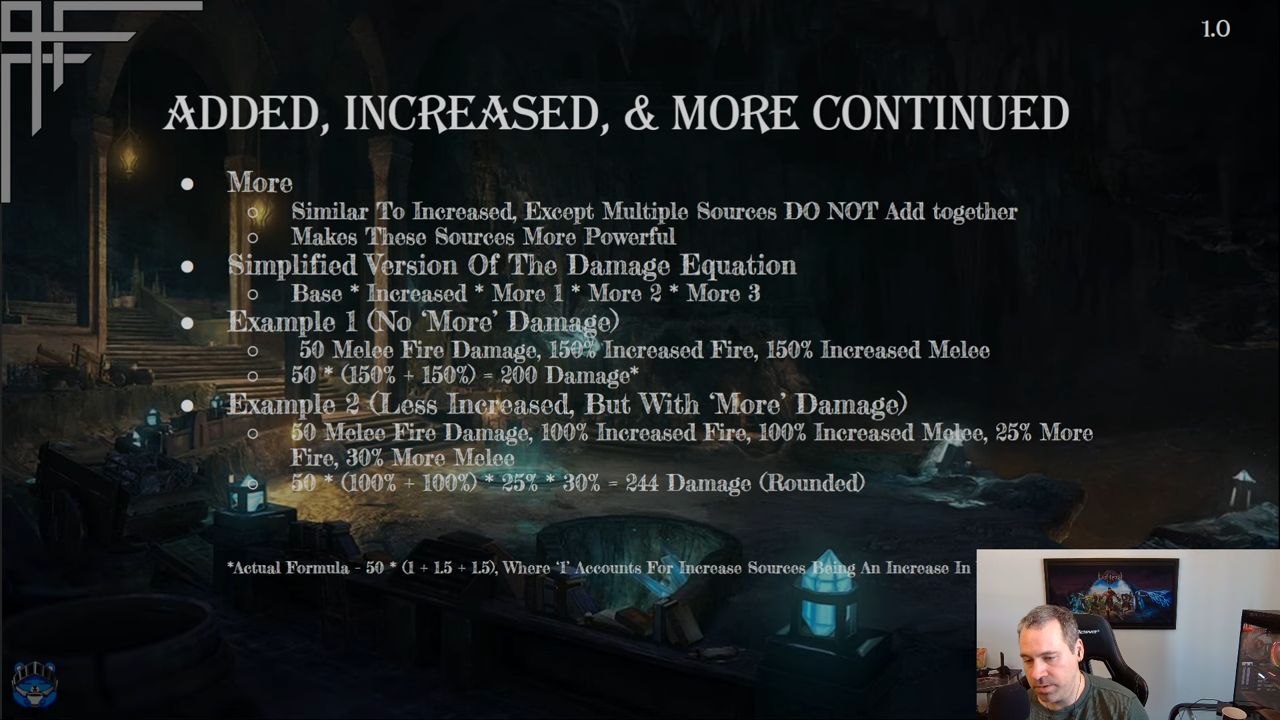 1.0
ADDED, INCREASED, & MORE CONTINUED
● More
○ Similar To Increased, Except Multiple Sources DO NOT Add together
○ Makes These Sources More Powerful
● Simplified Version Of The Damage Equation
○ Base * Increased * More 1 * More 2 * More 3
● Example 1 (No ‘More’ Damage)
○ 50 Melee Fire Damage, 150% Increased Fire, 150% Increased Melee
○ 50 * (150% + 150%) = 200 Damage*
● Example 2 (Less Increased, But With ‘More’ Damage)
○ 50 Melee Fire Damage, 100% Increased Fire, 100% Increased Melee, 25% More
Fire, 30% More Melee
○ 50 * (100% + 100%) * 25% * 30% = 244 Damage (Rounded)
*Actual Formula - 50 * (1 + 1.5 + 1.5), Where ‘1’ Accounts For Increase Sources Being An Increase In